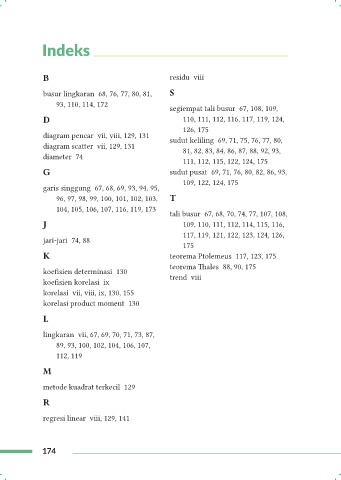 Indeks
B
busur lingkaran 68, 76, 77, 80, 81,
93, 110, 114, 172
D
diagram pencar vii, viii, 129, 131
diagram scatter vii, 129, 131
diameter 74
G
garis singgung 67, 68, 69, 93, 94, 95,
96, 97, 98, 99, 100, 101, 102, 103,
104, 105, 106, 107, 116, 119, 173
J
jari-jari 74, 88
K
koefisien determinasi 130
koefisien korelasi ix
korelasi vii, viii, ix, 130, 155
korelasi product moment 130
L
lingkaran vii, 67, 69, 70, 71, 73, 87,
89, 93, 100, 102, 104, 106, 107,
112, 119
M
metode kuadrat terkecil 129
R
regresi linear viii, 129, 141
residu viii
S
segiempat tali busur 67, 108, 109,
110, 111, 112, 116, 117, 119, 124,
126, 175
sudut keliling 69, 71, 75, 76, 77, 80,
81, 82, 83, 84, 86, 87, 88, 92, 93,
111, 112, 115, 122, 124, 175
sudut pusat 69, 71, 76, 80, 82, 86, 93,
109, 122, 124, 175
T
tali busur 67, 68, 70, 74, 77, 107, 108,
109, 110, 111, 112, 114, 115, 116,
117, 119, 121, 122, 123, 124, 126,
175
teorema Ptolemeus 117, 123, 175
teorema Thales 88, 90, 175
trend viii
174